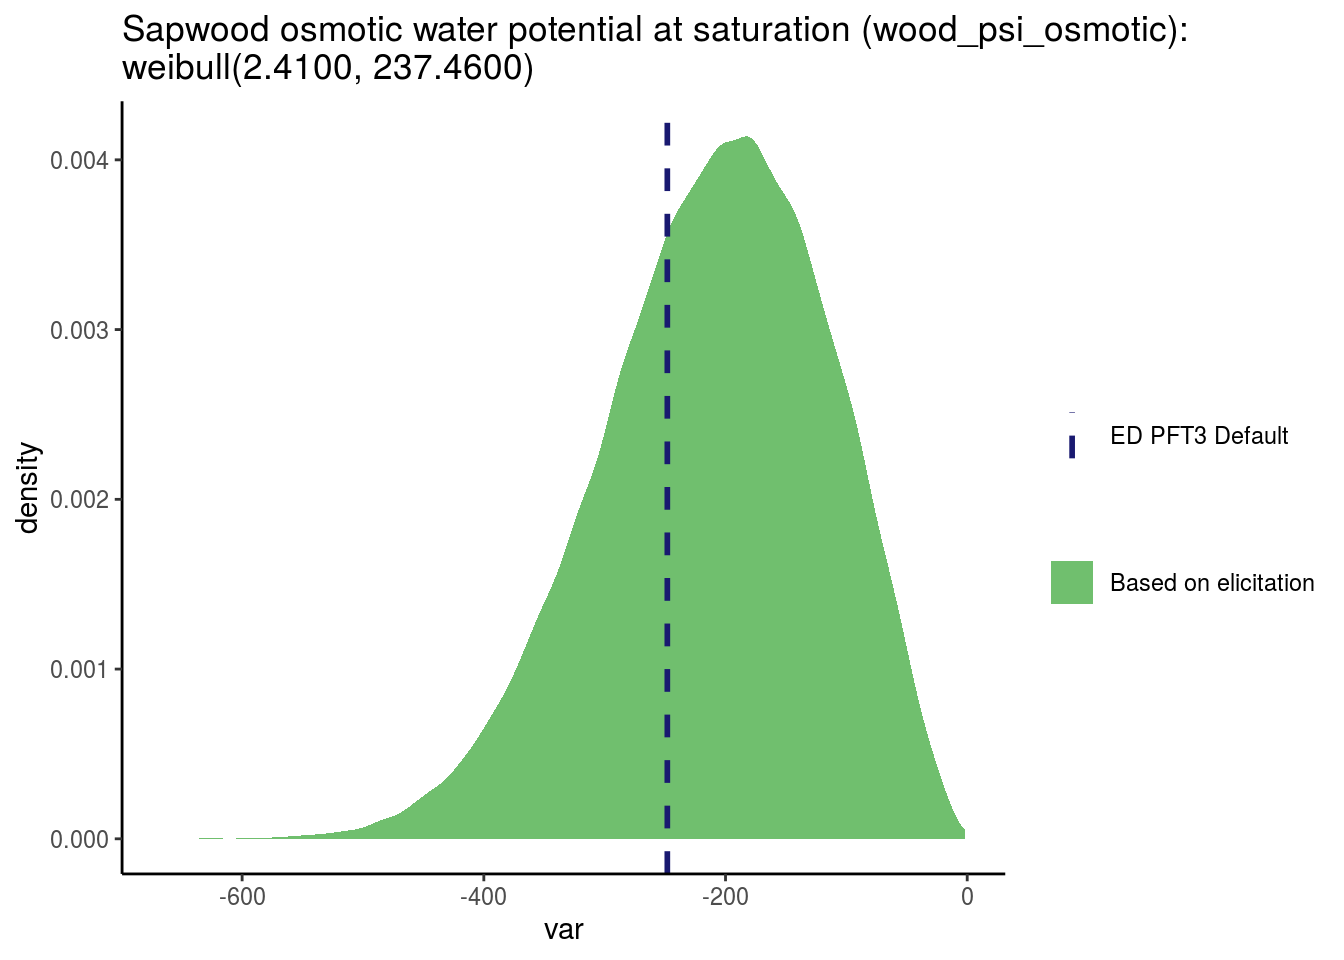 Sapwood osmotic water potential at saturation (wood_psi_osmotic):
weibull(2.4100, 237.4600)
0.004
0.003
0.002
0.001
0.000
density
-600
-400
-200
0
var
ED PFT3 Default
Based on elicitation